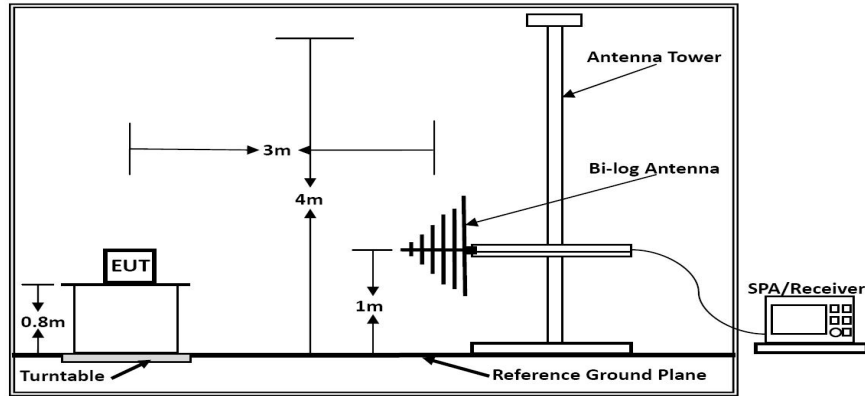 Antenna Tower
3m
Bi-log Antenna
4m
EUT
SPA/Receiver
0.8m
1m
Turntable
Reference Ground Plane